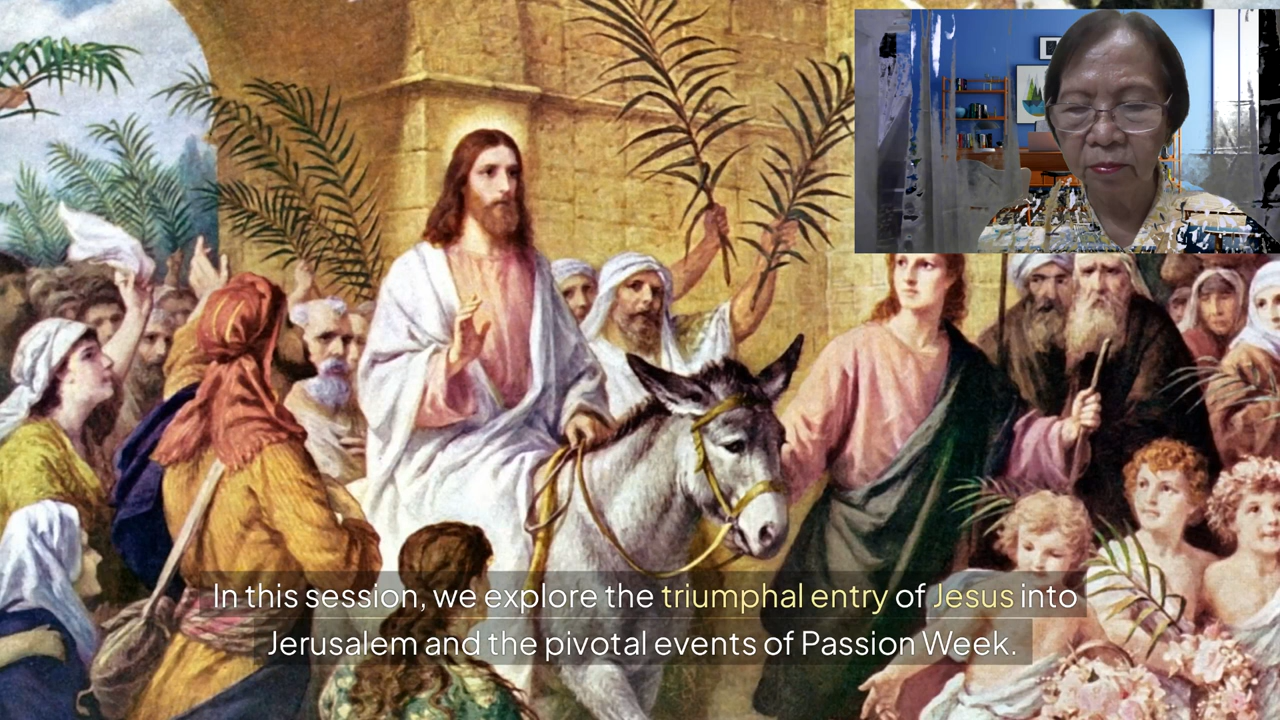 In this session, we explore the triumphal entry of Jesus into
Jerusalem and the pivotal events of Passion Week.